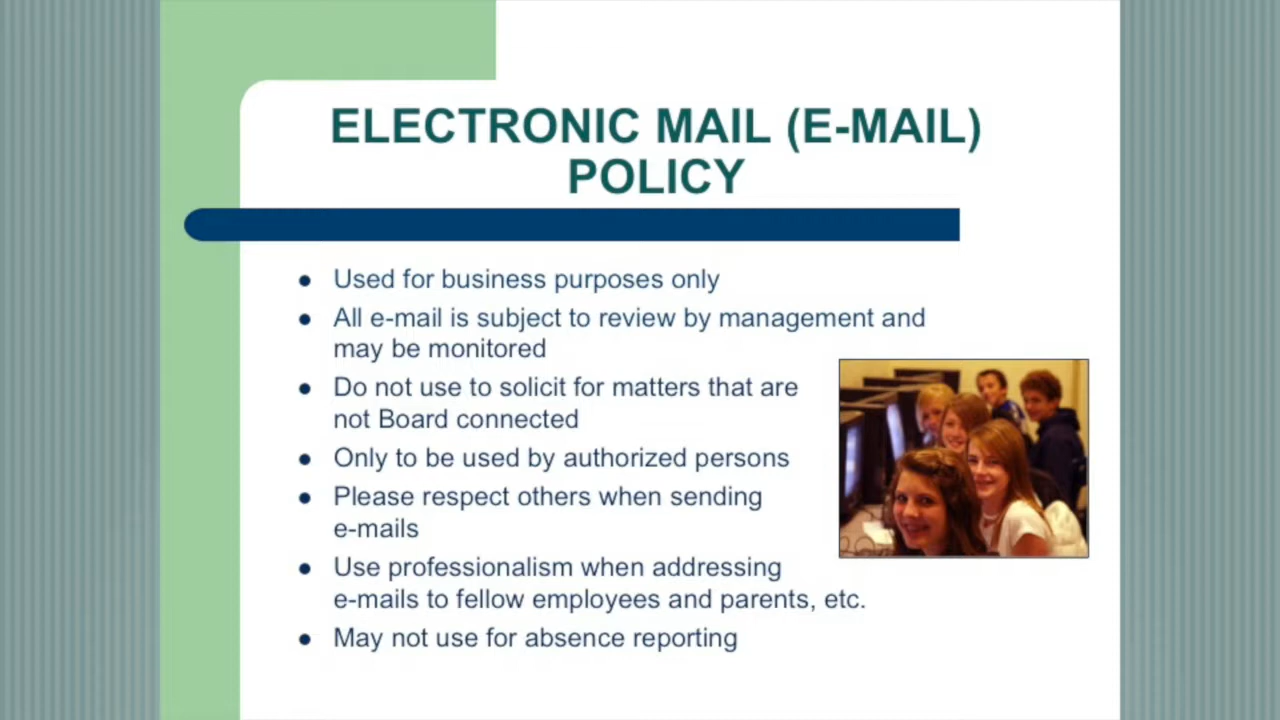 ELECTRONIC MAIL (E-MAIL)
POLICY
● Used for business purposes only
● All e-mail is subject to review by management and
may be monitored
● Do not use to solicit for matters that are
not Board connected
● Only to be used by authorized persons
● Please respect others when sending
e-mails
● Use professionalism when addressing
e-mails to fellow employees and parents, etc.
● May not use for absence reporting